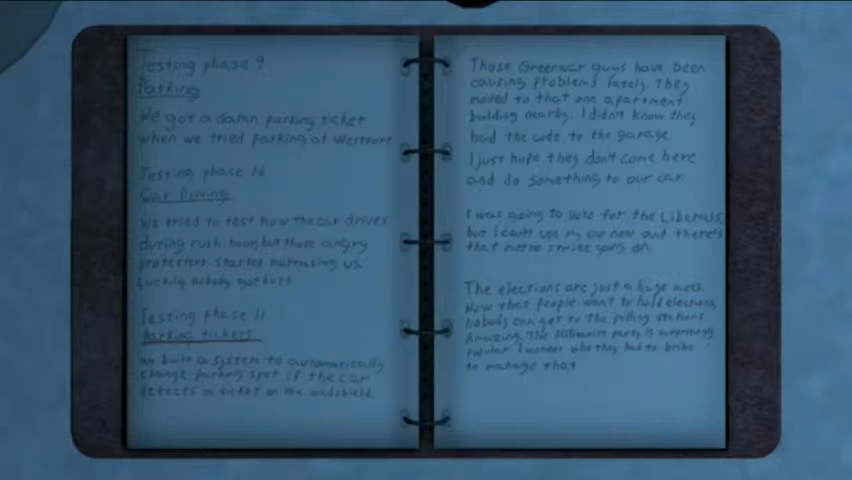 Testing phase 9
Parking
We got a damn parking ticket
when we tried parking at Westmont
Testing phase 10
Car Driving
We tried to test how the car drives
during rush hour, but those angry
protesters started harrassing us.
Luckily nobody got hurt
Testing phase 11
Parking tickets
We built a system to automatically
change parking spot if the car
detects a ticket on the windshield.
Those Greenwar guys have been
causing problems lately. They
moved to that one apartment
building nearby. I didn't know they
had the code to the garage.
I just hope they don't come here
and do something to our car
I was going to vote for the Liberals,
but I can't use my car now and there's
that metro strike going on.
The elections are just a huge mess.
Now that people want to hold elections,
nobody can get to the polling stations
Amazing. The party is surprisingly
popular I wonder who they had to bribe
to manage that